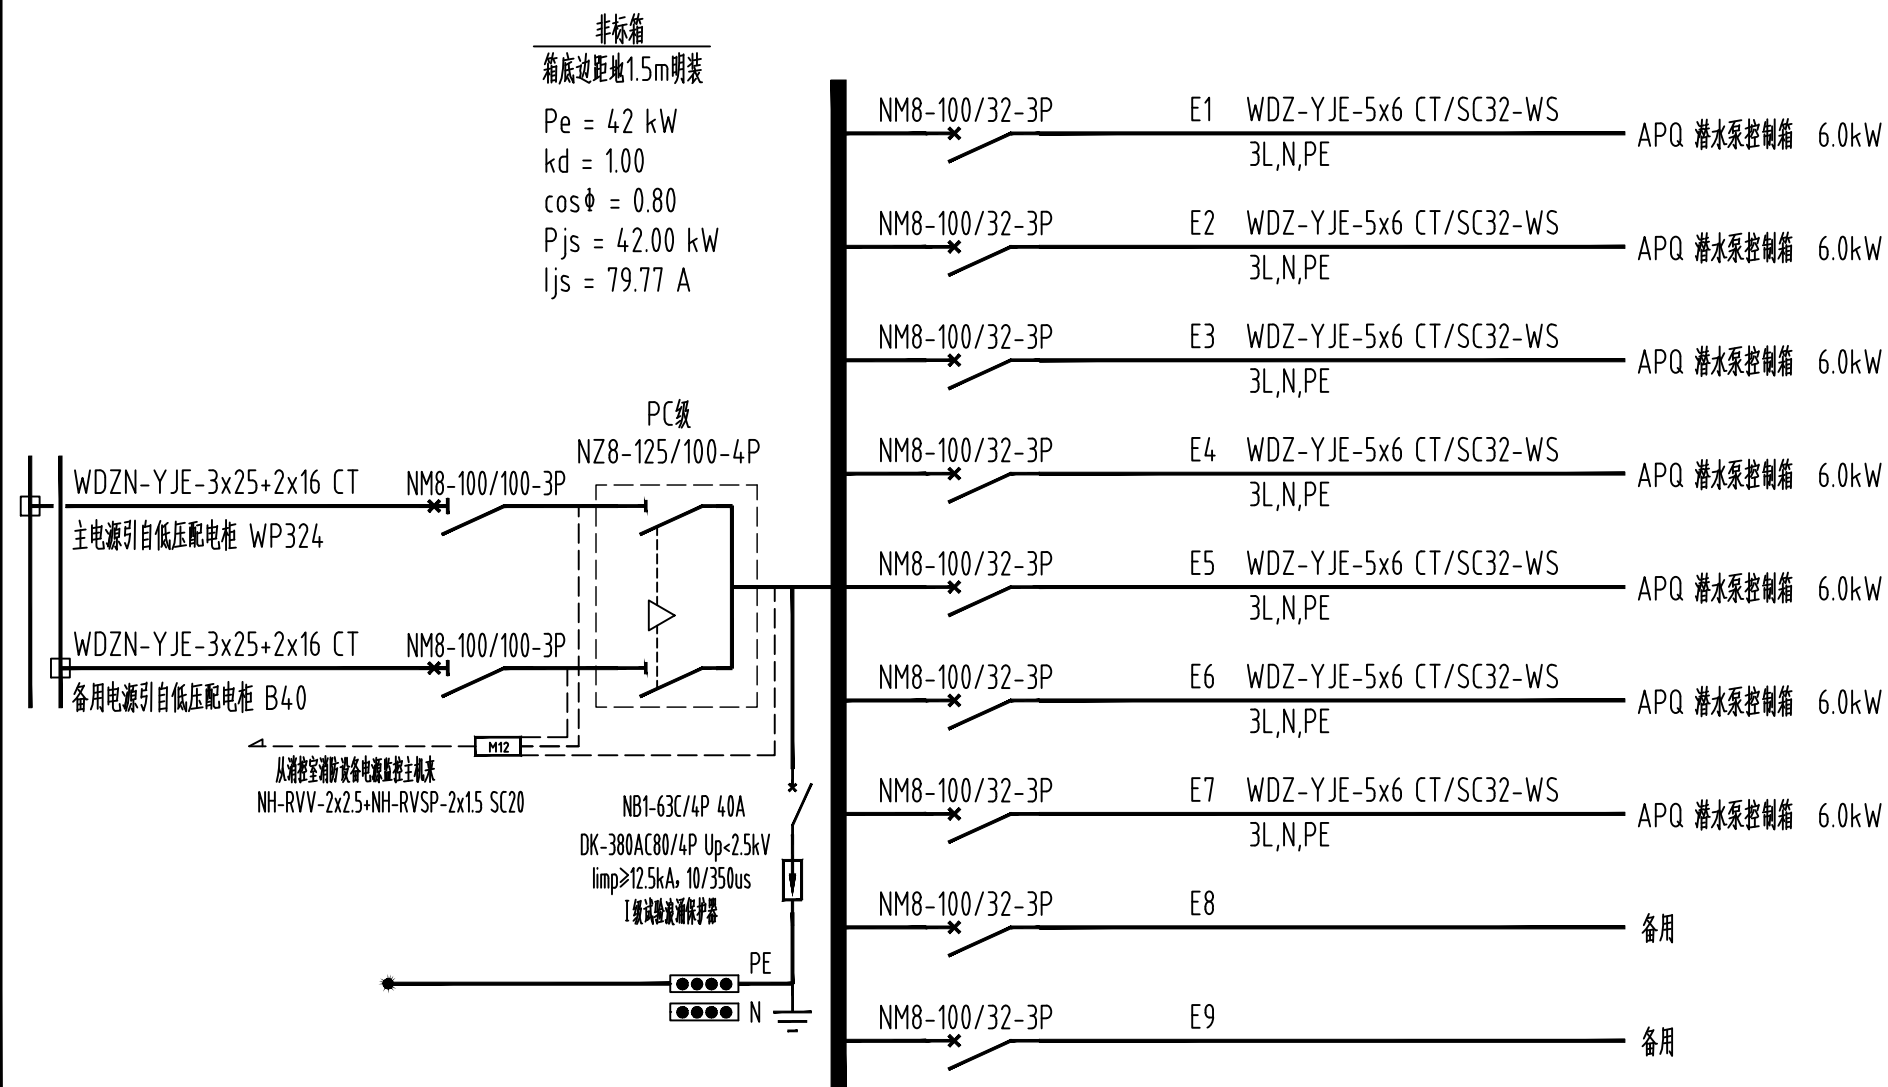 非标箱
箱底边距地1.5m明装
Pe = 42 kW
kd = 1.00
cosΦ = 0.80
Pjs = 42.00 kW
Ijs = 79.77 A
PC级
NZ8-125/100-4P
WDZN-YJE-3x25+2x16 CT
NM8-100/100-3P
主电源引自低压配电柜 WP324
WDZN-YJE-3x25+2x16 CT
NM8-100/100-3P
备用电源引自低压配电柜 B40
M12
从消控室消防设备电源监控主机来
NH-RVV-2x2.5+NH-RVSP-2x1.5 SC20
NB1-63C/4P 40A
DK-380AC80/4P Up<2.5kV
Iimp≥12.5kA, 10/350us
I级试验浪涌保护器
PE
N
NM8-100/32-3P E1 WDZ-YJE-5x6 CT/SC32-WS
3L,N,PE
APQ 潜水泵控制箱 6.0kW
NM8-100/32-3P E2 WDZ-YJE-5x6 CT/SC32-WS
3L,N,PE
APQ 潜水泵控制箱 6.0kW
NM8-100/32-3P E3 WDZ-YJE-5x6 CT/SC32-WS
3L,N,PE
APQ 潜水泵控制箱 6.0kW
NM8-100/32-3P E4 WDZ-YJE-5x6 CT/SC32-WS
3L,N,PE
APQ 潜水泵控制箱 6.0kW
NM8-100/32-3P E5 WDZ-YJE-5x6 CT/SC32-WS
3L,N,PE
APQ 潜水泵控制箱 6.0kW
NM8-100/32-3P E6 WDZ-YJE-5x6 CT/SC32-WS
3L,N,PE
APQ 潜水泵控制箱 6.0kW
NM8-100/32-3P E7 WDZ-YJE-5x6 CT/SC32-WS
3L,N,PE
APQ 潜水泵控制箱 6.0kW
NM8-100/32-3P E8
备用
NM8-100/32-3P E9
备用